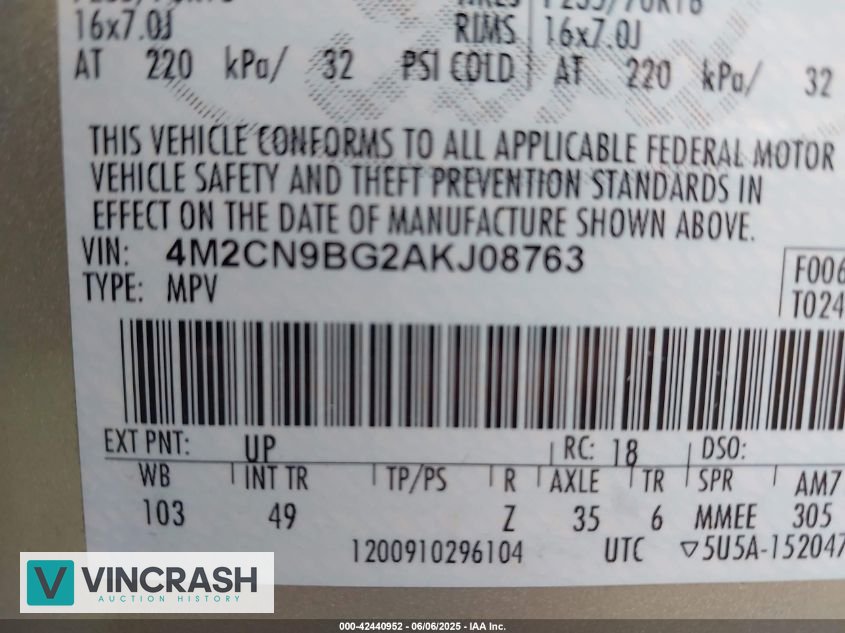 16x7.0J RIMS 16x7.0J
AT 220 kPa/ 32 PSI COLD AT 220 kPa/ 32
THIS VEHICLE CONFORMS TO ALL APPLICABLE FEDERAL MOTOR
VEHICLE SAFETY AND THEFT PREVENTION STANDARDS IN
EFFECT ON THE DATE OF MANUFACTURE SHOWN ABOVE.
VIN: 4M2CN9BG2AKJ08763
F006
TYPE: MPV
T024
EXT PNT: UP RC: 18 DSO:
WB INT TR TP/PS R AXLE TR SPR AM7
103 49 Z 35 6 MMEE 305
1200910296104 UTC ▽5U5A-152047
VINCRASH
AUCTION HISTORY
000-42440952 - 06/06/2025 - IAA Inc.